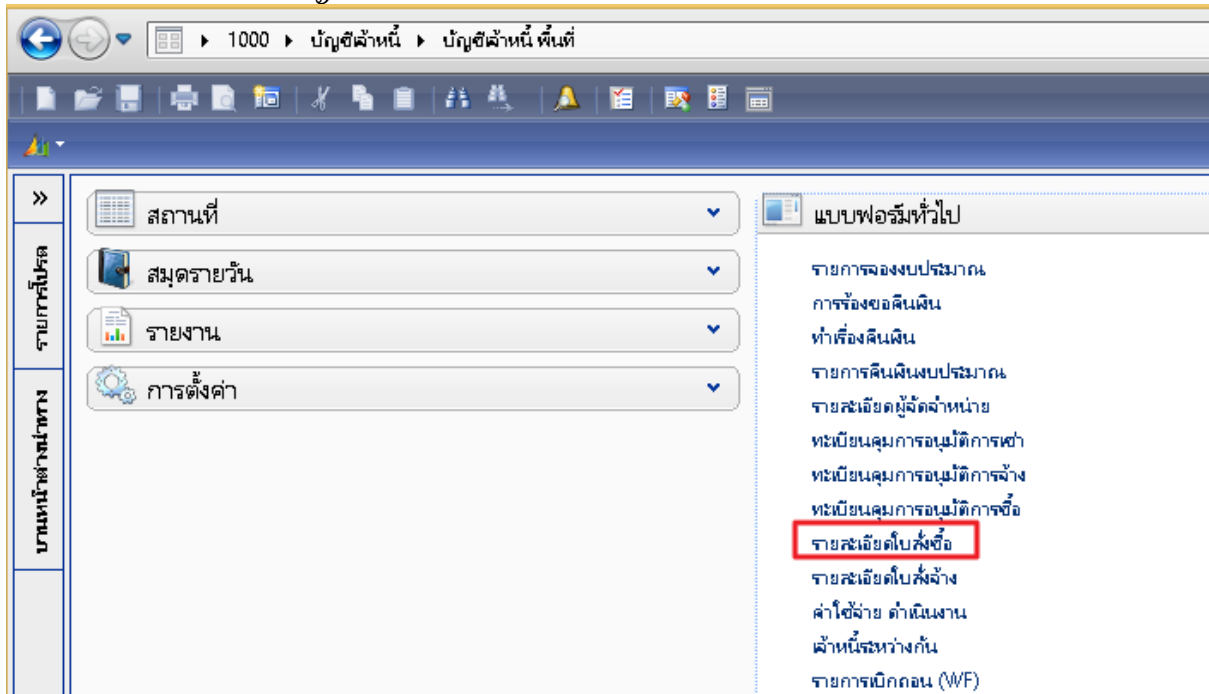 1000 ▸ บัญชีเจ้าหนี้ ▸ บัญชีเจ้าหนี้ พื้นที่
รายการโปรด
บานหน้าต่างนำทาง
สถานที่
สมุดรายวัน
รายงาน
การตั้งค่า
แบบฟอร์มทั่วไป
รายการจองงบประมาณ
การร้องขอคืนเงิน
ทำเรื่องคืนเงิน
รายการคืนเงินงบประมาณ
รายละเอียดผู้จัดจำหน่าย
ทะเบียนคุมการอนุมัติการเช่า
ทะเบียนคุมการอนุมัติการจ้าง
ทะเบียนคุมการอนุมัติการซื้อ
รายละเอียดใบสั่งซื้อ
รายละเอียดใบสั่งจ้าง
ค่าใช้จ่าย ดำเนินงาน
เจ้าหนี้ระหว่างกัน
รายการเบิกถอน (WF)